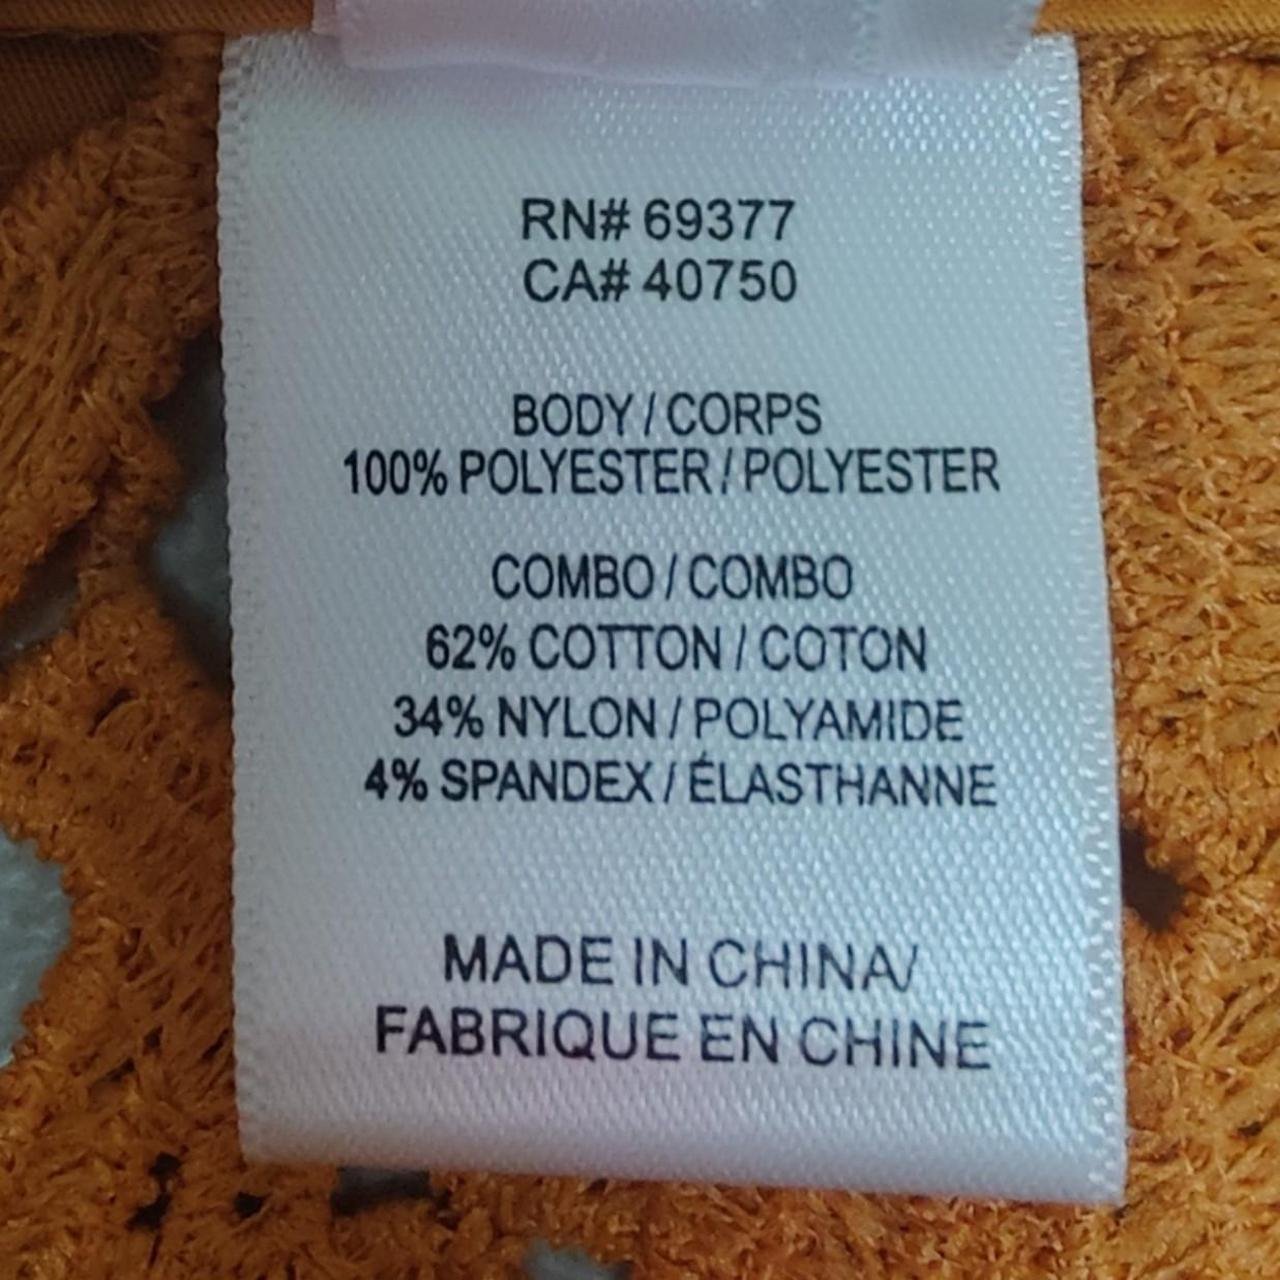 RN# 69377
CA# 40750
BODY / CORPS
100% POLYESTER / POLYESTER
COMBO / COMBO
62% COTTON / COTON
34% NYLON / POLYAMIDE
4% SPANDEX / ÉLASTHANNE
MADE IN CHINA/
FABRIQUE EN CHINE